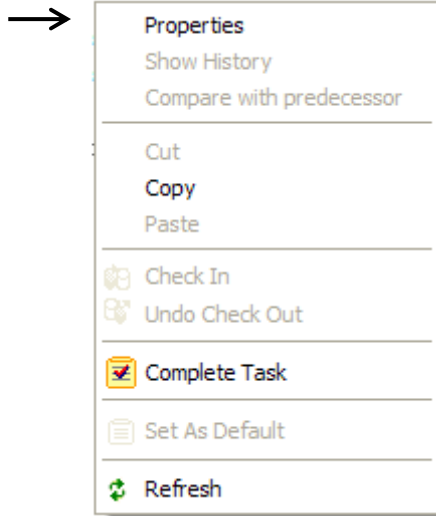 Properties
Show History
Compare with predecessor
Cut
Copy
Paste
Check In
Undo Check Out
Complete Task
Set As Default
Refresh